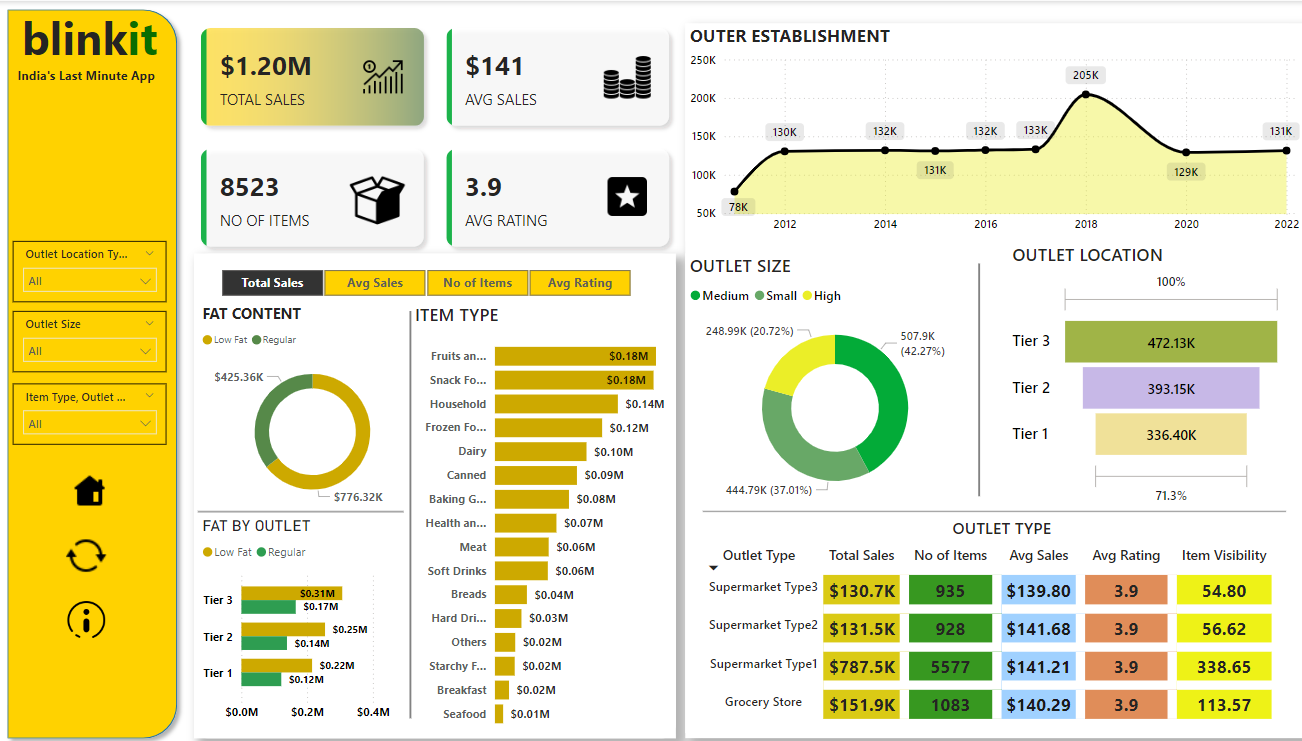 blinkit
India's Last Minute App
Outlet Location Ty...
All
Outlet Size
All
Item Type, Outlet ...
All
$1.20M
TOTAL SALES
$141
AVG SALES
8523
NO OF ITEMS
3.9
AVG RATING
Total Sales Avg Sales No of Items Avg Rating
FAT CONTENT
Low Fat Regular
$425.36K
$776.32K
FAT BY OUTLET
Low Fat Regular
Tier 3 $0.31M
$0.17M
Tier 2 $0.25M
$0.14M
Tier 1 $0.22M
$0.12M
$0.0M $0.2M $0.4M
ITEM TYPE
Fruits an... $0.18M
Snack Fo... $0.18M
Household $0.14M
Frozen Fo... $0.12M
Dairy $0.10M
Canned $0.09M
Baking G... $0.08M
Health an... $0.07M
Meat $0.06M
Soft Drinks $0.06M
Breads $0.04M
Hard Dri... $0.03M
Others $0.02M
Starchy F... $0.02M
Breakfast $0.02M
Seafood $0.01M
OUTER ESTABLISHMENT
250K
200K
150K
100K
50K
78K
130K
132K
131K
132K
133K
205K
129K
131K
2012 2014 2016 2018 2020 2022
OUTLET SIZE
Medium Small High
248.99K (20.72%)
507.9K
(42.27%)
444.79K (37.01%)
OUTLET LOCATION
100%
Tier 3 472.13K
Tier 2 393.15K
Tier 1 336.40K
71.3%
OUTLET TYPE
Outlet Type Total Sales No of Items Avg Sales Avg Rating Item Visibility
Supermarket Type3 $130.7K 935 $139.80 3.9 54.80
Supermarket Type2 $131.5K 928 $141.68 3.9 56.62
Supermarket Type1 $787.5K 5577 $141.21 3.9 338.65
Grocery Store $151.9K 1083 $140.29 3.9 113.57